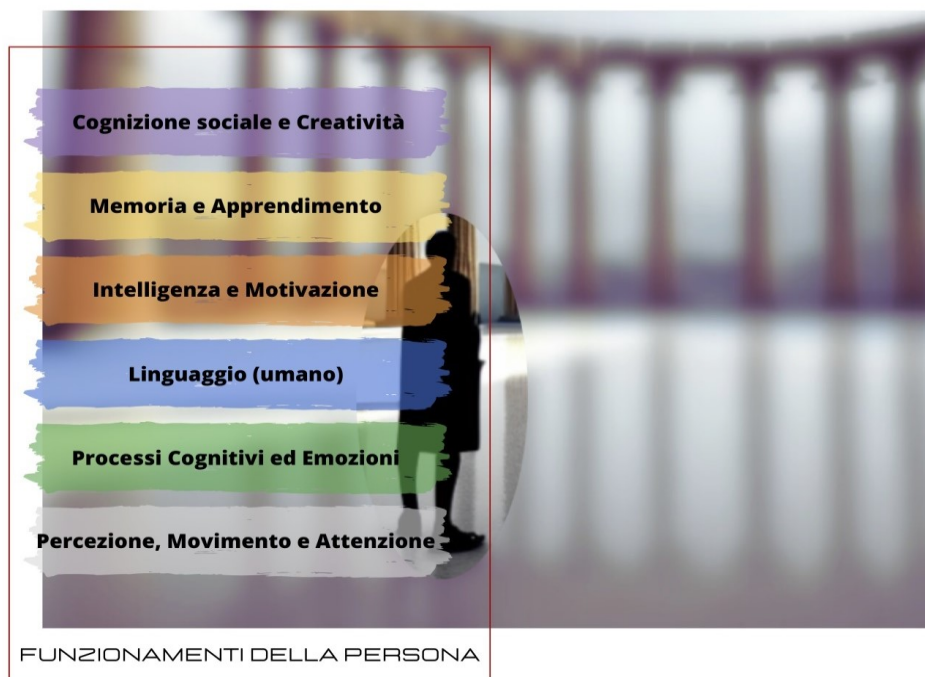 Cognizione sociale e Creatività
Memoria e Apprendimento
Intelligenza e Motivazione
Linguaggio (umano)
Processi Cognitivi ed Emozioni
Percezione, Movimento e Attenzione
FUNZIONAMENTI DELLA PERSONA